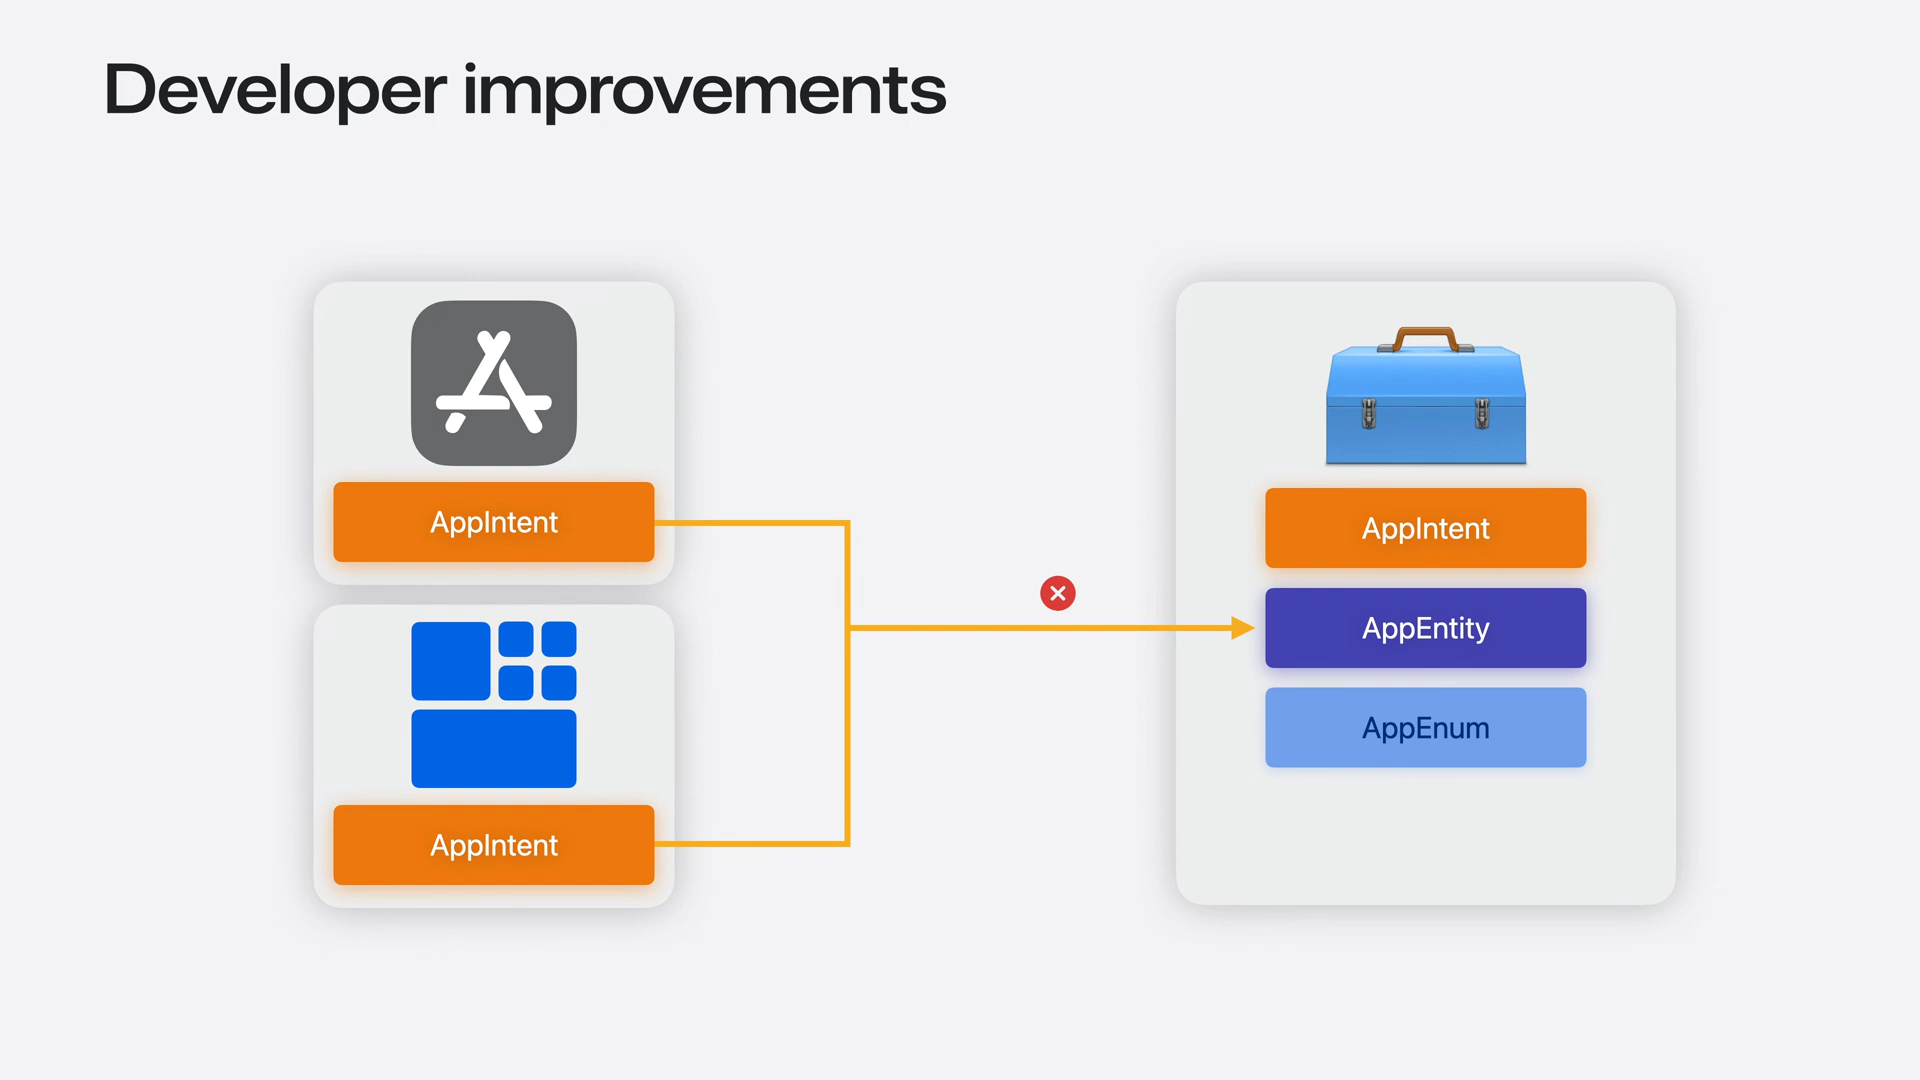 Developer improvements
AppIntent
AppIntent
AppIntent
AppEntity
AppEnum